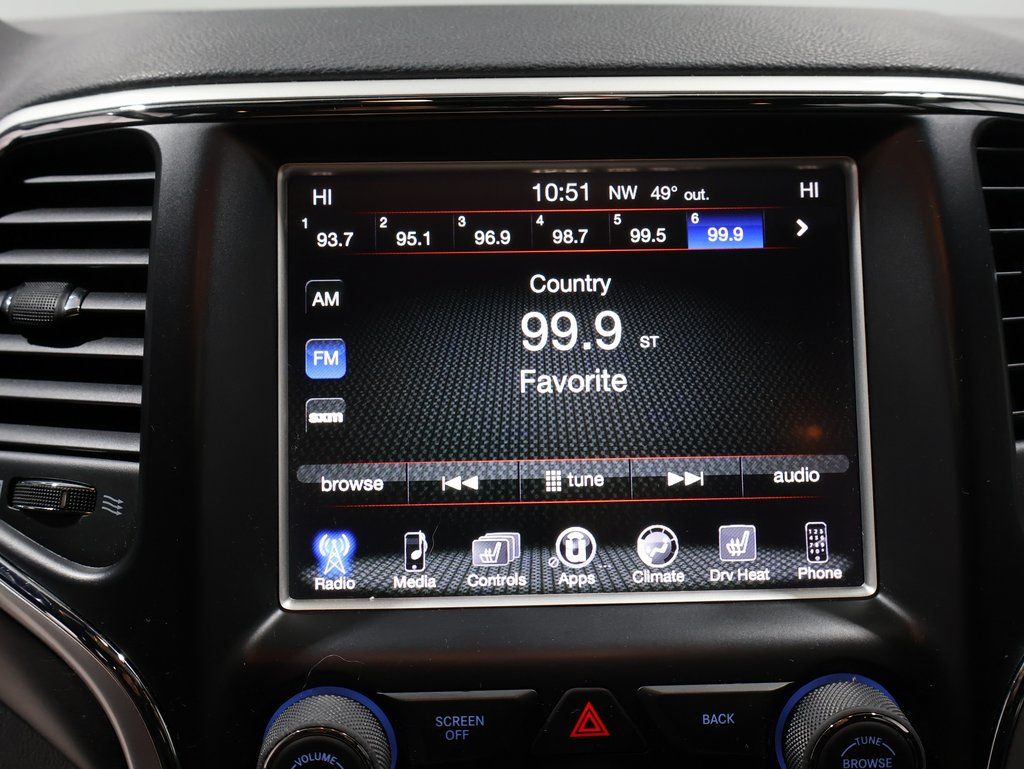 HI 10:51 NW 49° out. HI
1 93.7 2 95.1 3 96.9 4 98.7 5 99.5 6 99.9
Country
AM
99.9 ST
FM
Favorite
sxm
browse tune audio
Radio Media Controls Apps Climate Drv Heat Phone
SCREEN OFF BACK
VOLUME TUNE
BROWSE